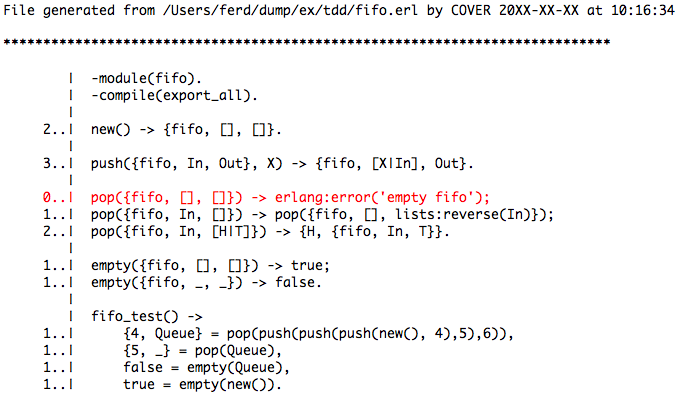 File generated from /Users/ferd/dump/ex/tdd/fifo.erl by COVER 20XX-XX-XX at 10:16:34
****************************************************************************
| -module(fifo).
| -compile(export_all).
|
2..| new() -> {fifo, [], []}.
|
3..| push({fifo, In, Out}, X) -> {fifo, [X|In], Out}.
|
0..| pop({fifo, [], []}) -> erlang:error('empty fifo');
1..| pop({fifo, In, []}) -> pop({fifo, [], lists:reverse(In)});
2..| pop({fifo, In, [H|T]}) -> {H, {fifo, In, T}}.
|
1..| empty({fifo, [], []}) -> true;
1..| empty({fifo, _, _}) -> false.
|
| fifo_test() ->
1..| {4, Queue} = pop(push(push(push(new(), 4),5),6)),
1..| {5, _} = pop(Queue),
1..| false = empty(Queue),
1..| true = empty(new()).